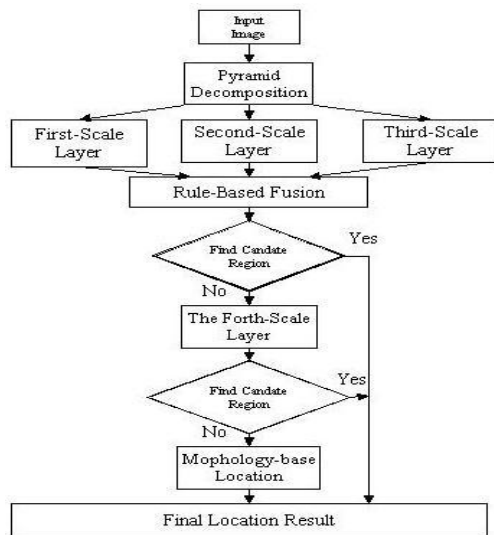 Input
Image
Pyramid
Decomposition
First-Scale
Layer
Second-Scale
Layer
Third-Scale
Layer
Rule-Based Fusion
Find Candate
Region
Yes
No
The Forth-Scale
Layer
Find Candate
Region
Yes
No
Mophology-base
Location
Final Location Result